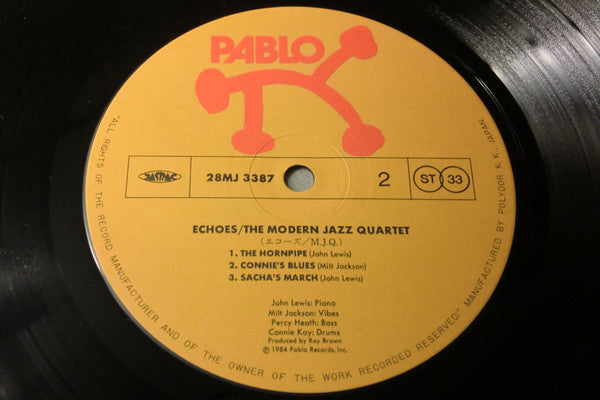 PABLO
JASRAC
28MJ 3387
2
ST 33
ECHOES/THE MODERN JAZZ QUARTET
(エコーズ/M.J.Q.)
1. THE HORNPIPE (John Lewis)
2. CONNIE'S BLUES (Milt Jackson)
3. SACHA'S MARCH (John Lewis)
John Lewis: Piano
Milt Jackson: Vibes
Percy Heath: Bass
Connie Kay: Drums
Produced by Ray Brown
℗ 1984 Pablo Records, Inc.
"ALL RIGHTS OF THE RECORD MANUFACTURER AND OF THE OWNER OF THE WORK RECORDED RESERVED." MANUFACTURED BY POLYDOR K.K., JAPAN